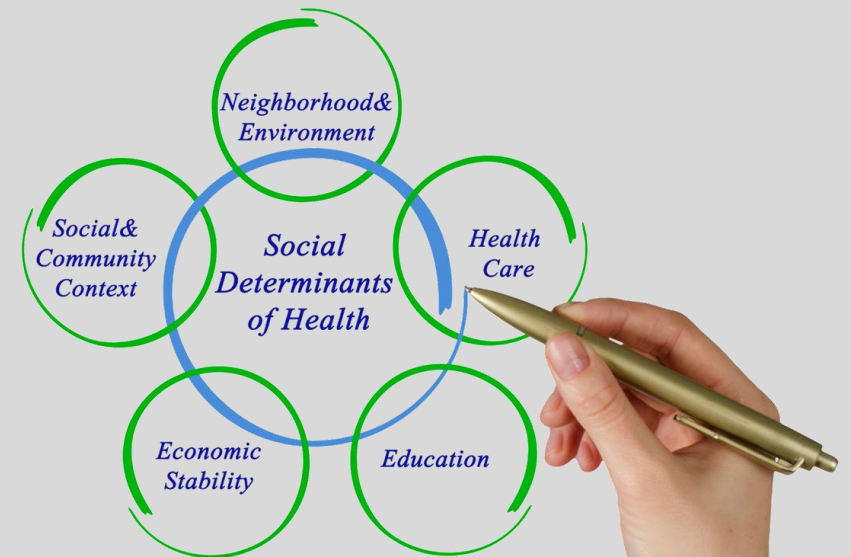 Neighborhood&
Environment
Social&
Community
Context
Social
Determinants
of Health
Health
Care
Economic
Stability
Education